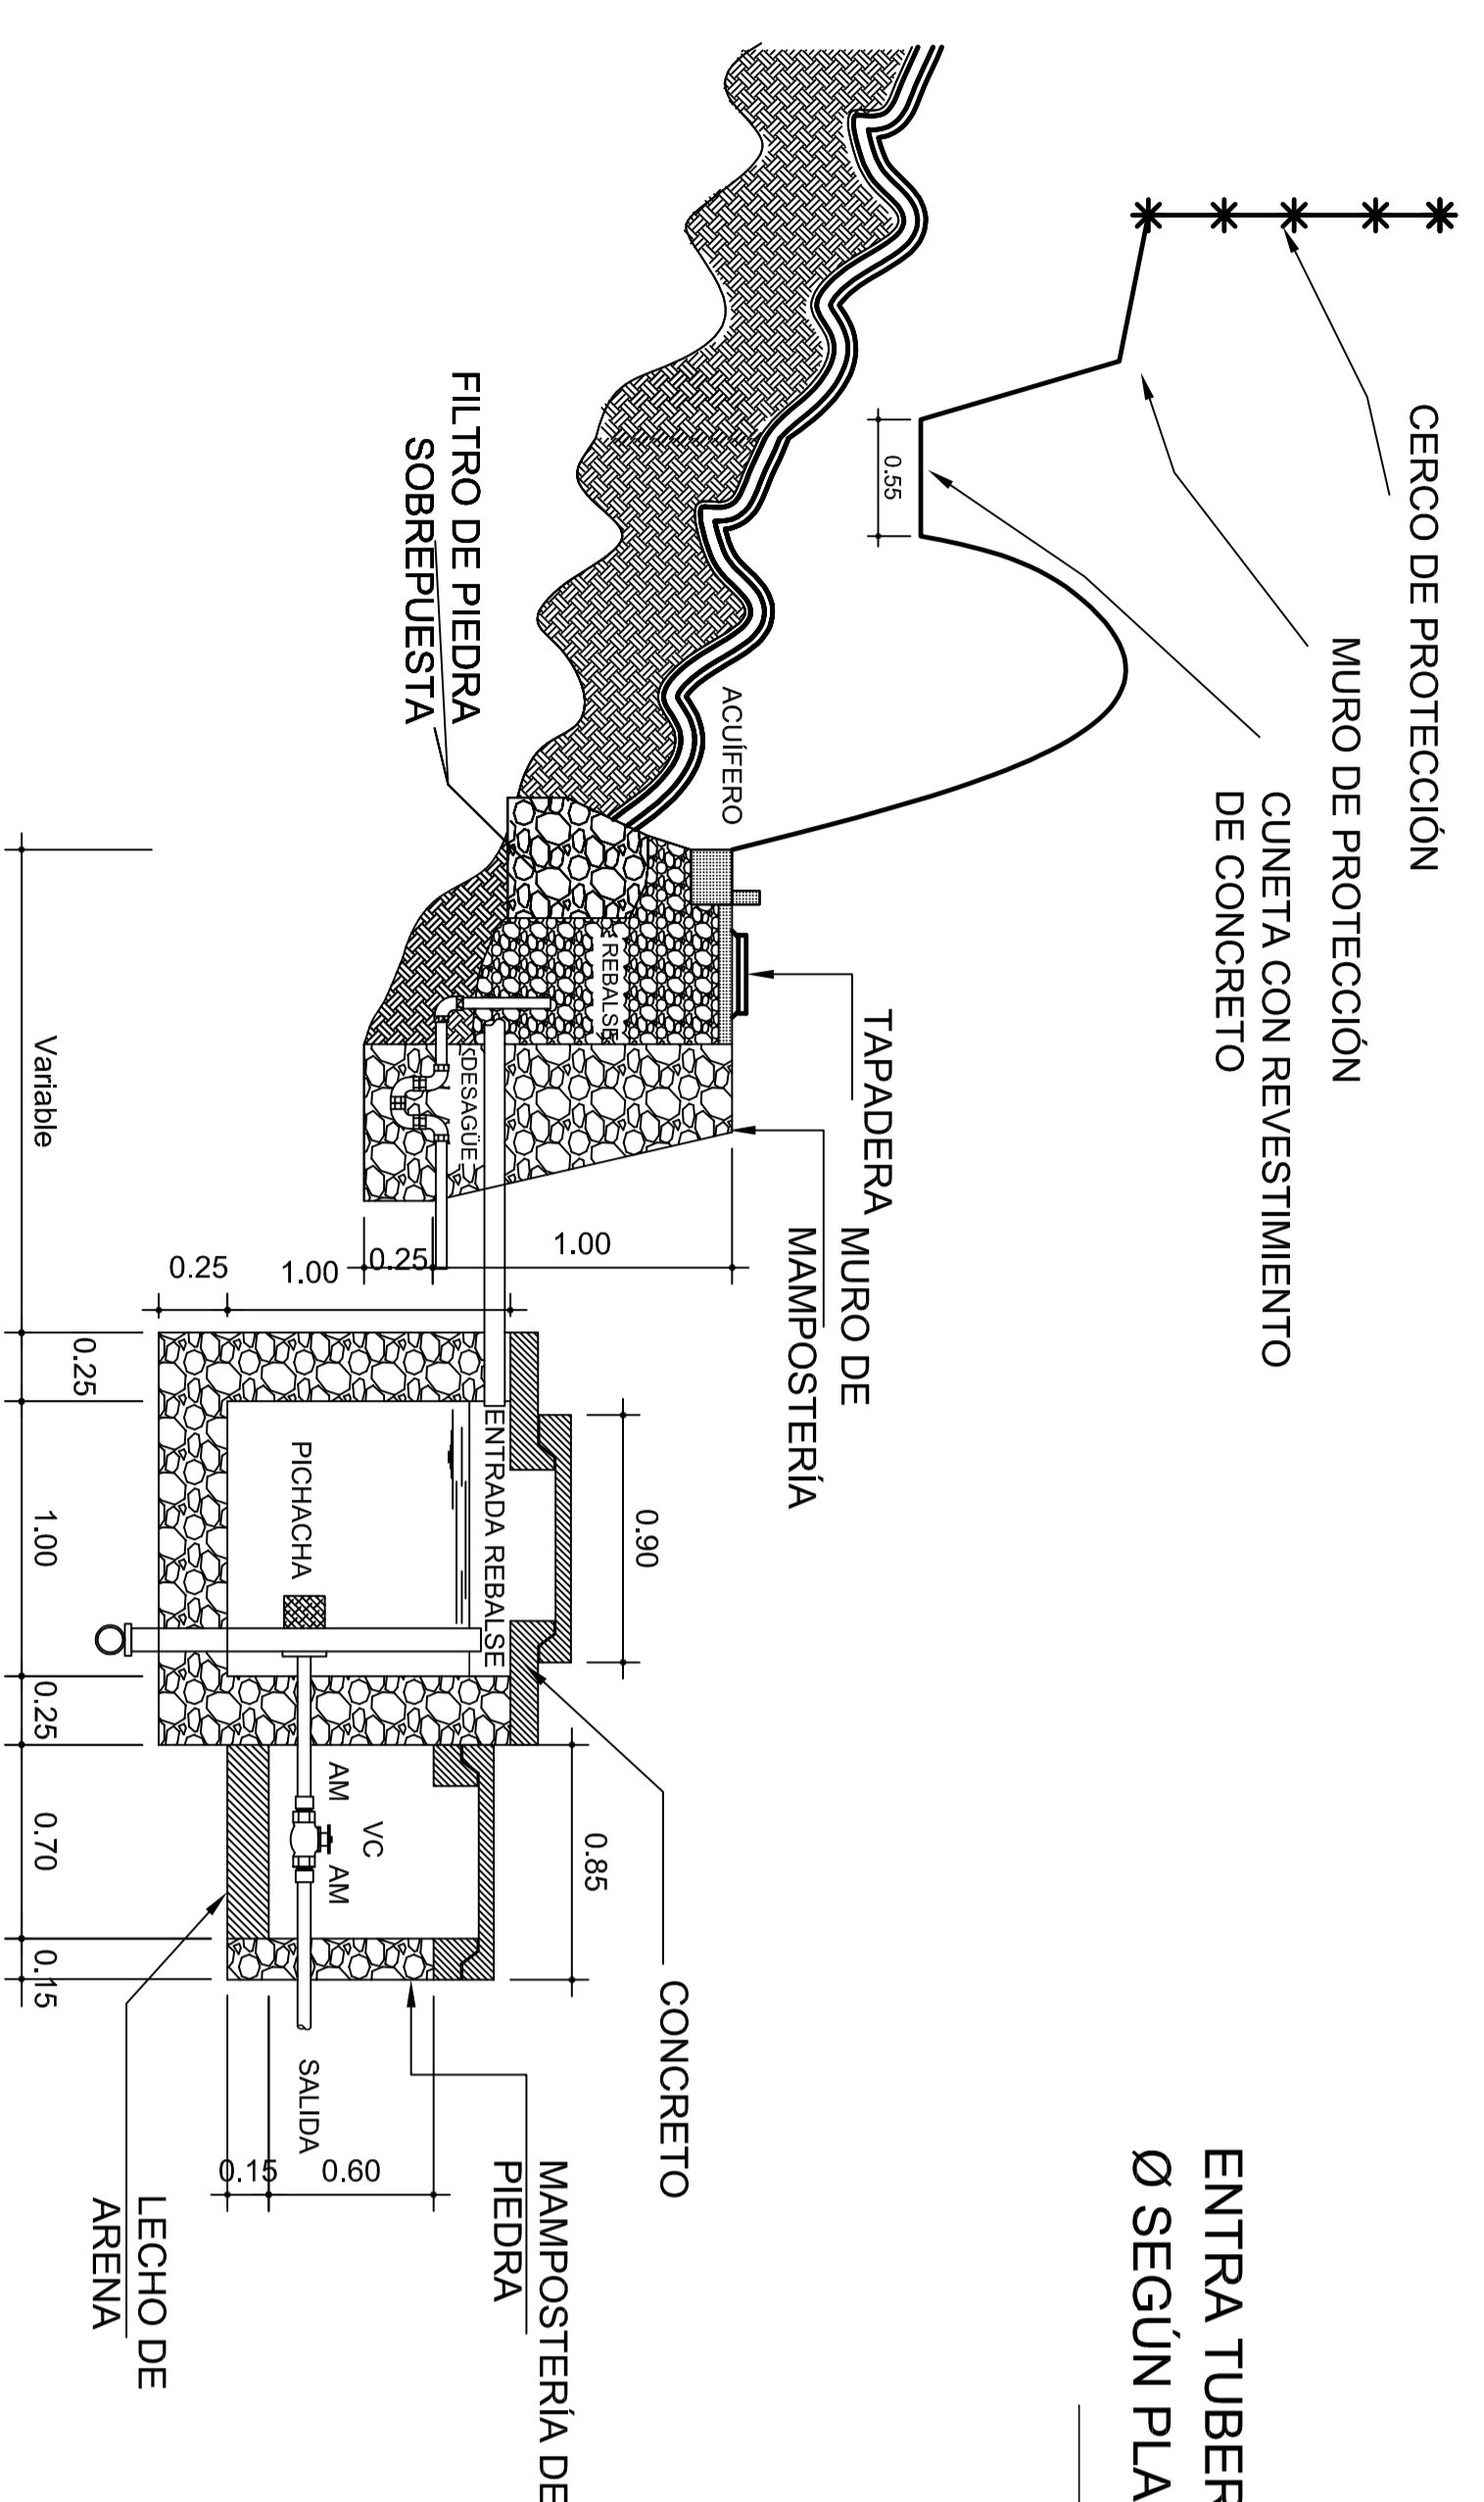 CERCO DE PROTECCIÓN
MURO DE PROTECCIÓN
CUNETA CON REVESTIMIENTO
DE CONCRETO
0.55
ACUÍFERO
FILTRO DE PIEDRA
SOBREPUESTA
TAPADERA
MURO DE
MAMPOSTERÍA
REBALSE
DESAGÜE
1.00
0.25
1.00
0.25
0.90
ENTRADA REBALSE
PICHACHA
0.85
AM
VC
AM
CONCRETO
SALIDA
MAMPOSTERÍA DE
PIEDRA
0.60
0.15
LECHO DE
ARENA
Variable
0.25
1.00
0.25
0.70
0.15
ENTRA TUBER
Ø SEGÚN PLA